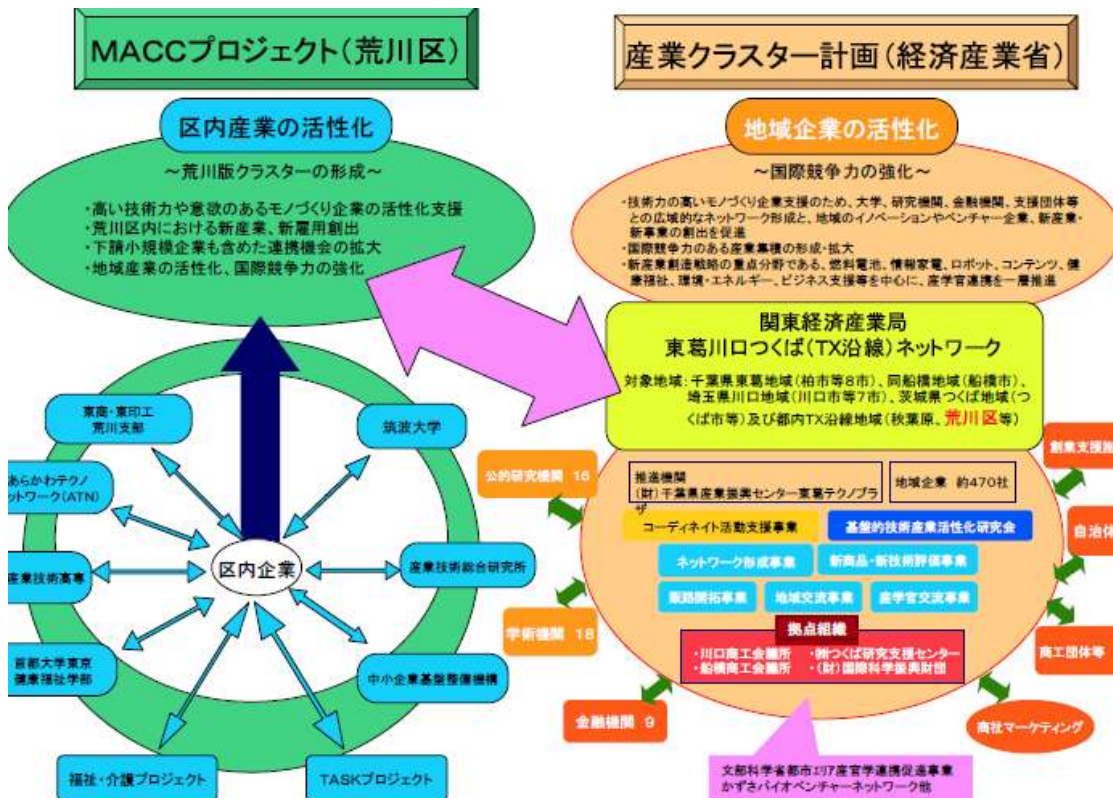 MACCプロジェクト(荒川区)
区内産業の活性化
～荒川版クラスターの形成～
・高い技術力や意欲のあるモノづくり企業の活性化支援
・荒川区内における新産業、新雇用創出
・下請小規模企業も含めた連携機会の拡大
・地域産業の活性化、国際競争力の強化
東商・東印工
荒川支部
筑波大学
あらかわテクノ
ットワーク(ATN)
産業技術高専
区内企業
産業技術総合研究所
首都大学東京
健康福祉学部
中小企業基盤整備機構
福祉・介護プロジェクト
TASKプロジェクト
産業クラスター計画(経済産業省)
地域企業の活性化
～国際競争力の強化～
・技術力の高いモノづくり企業支援のため、大学、研究機関、金融機関、支援団体等
との広域的なネットワーク形成と、地域のイノベーションやベンチャー企業、新産業・
新事業の創出を促進
・国際競争力のある産業集積の形成・拡大
・新産業創造戦略の重点分野である、燃料電池、情報家電、ロボット、コンテンツ、健
康福祉、環境・エネルギー、ビジネス支援等を中心に、産学官連携を一層推進
関東経済産業局
東葛川口つくば(TX沿線)ネットワーク
対象地域：千葉県東葛地域(柏市等8市)、同船橋地域(船橋市)、
埼玉県川口地域(川口市等7市)、茨城県つくば地域(つ
くば市等)及び都内TX沿線地域(秋葉原、荒川区等)
公的研究機関 16
推進機関
(財)千葉県産業振興センター東葛テクノプラ
ザ
地域企業 約470社
創業支援施
コーディネイト活動支援事業
基盤的技術産業活性化研究会
自治体
ネットワーク形成事業
新商品・新技術評価事業
販路開拓事業
地域交流事業
産学官交流事業
学術機関 18
拠点組織
・川口商工会議所 ・㈱つくば研究支援センター
・船橋商工会議所 ・(財)国際科学振興財団
商工団体等
金融機関 9
商社マーケティング
文部科学省都市エリア産官学連携促進事業
かずさバイオベンチャーネットワーク他